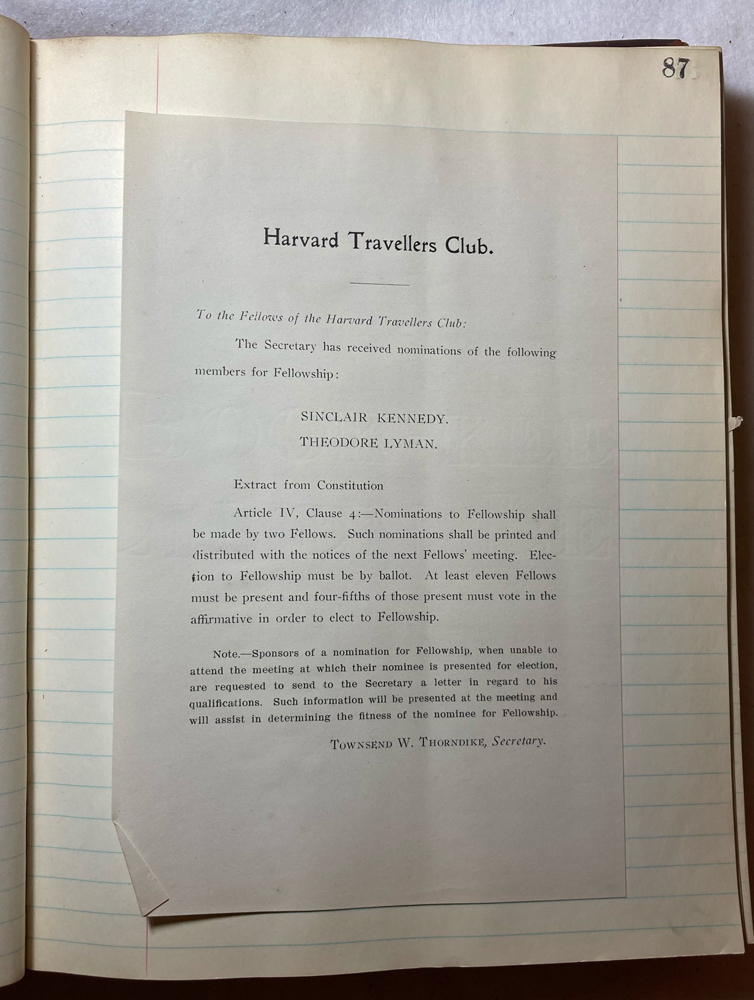 87
Harvard Travellers Club.
To the Fellows of the Harvard Travellers Club:
The Secretary has received nominations of the following
members for Fellowship:
SINCLAIR KENNEDY.
THEODORE LYMAN.
Extract from Constitution
Article IV, Clause 4:—Nominations to Fellowship shall
be made by two Fellows. Such nominations shall be printed and
distributed with the notices of the next Fellows' meeting. Elec-
tion to Fellowship must be by ballot. At least eleven Fellows
must be present and four-fifths of those present must vote in the
affirmative in order to elect to Fellowship.
Note.—Sponsors of a nomination for Fellowship, when unable to
attend the meeting at which their nominee is presented for election,
are requested to send to the Secretary a letter in regard to his
qualifications. Such information will be presented at the meeting and
will assist in determining the fitness of the nominee for Fellowship.
TOWNSEND W. THORNDIKE, Secretary.